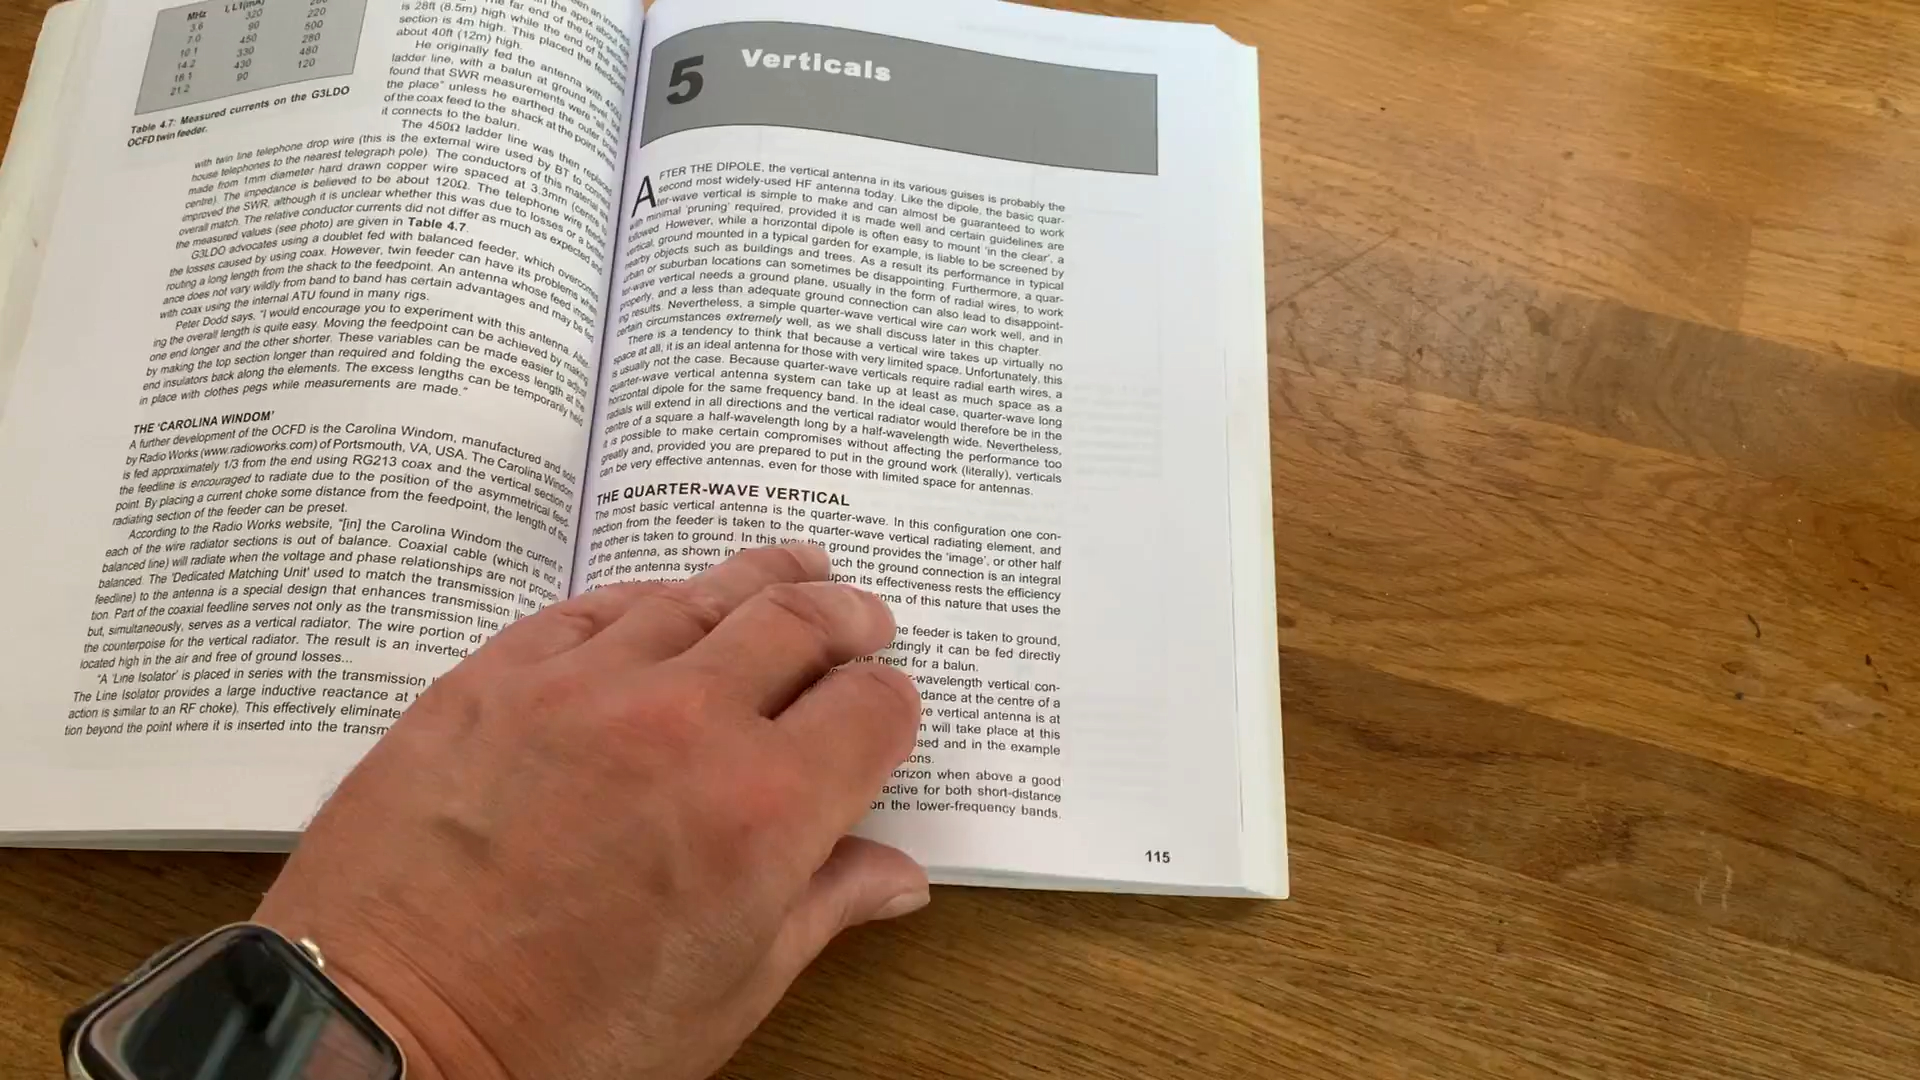 MHz I, L1(mA)
3.6 320 220
7.0 90 500
10.1 450 280
14.2 330 480
18.1 430 120
21.2 90
Table 4.7: Measured currents on the G3LDO
OCFD twin feeder.
is 28ft (8.5m) high while the end of the
section is 4m high. This placed the feedpoint
about 40ft (12m) high.
He originally fed the antenna with 450Ω
ladder line, with a balun at ground level, but
found that SWR measurements were "all over
the place" unless he earthed the outer braid
of the coax feed to the shack at the point where
it connects to the balun.
The 450Ω ladder line was then replaced
with twin line telephone drop wire (this is the external wire used by BT to connect
house telephones to the nearest telegraph pole). The conductors of this material are
made from 1mm diameter hard drawn copper wire spaced at 3.3mm (centre to
centre). The impedance is believed to be about 120Ω. The telephone wire feeder
improved the SWR, although it is unclear whether this was due to losses or a better
overall match. The relative conductor currents did not differ as much as expected and
the measured values (see photo) are given in Table 4.7.
G3LDO advocates using a doublet fed with balanced feeder, which overcomes
the losses caused by using coax. However, twin feeder can have its problems when
routing a long length from the shack to the feedpoint. An antenna whose feed imped-
ance does not vary wildly from band to band has certain advantages and may be fed
with coax using the internal ATU found in many rigs.
Peter Dodd says, "I would encourage you to experiment with this antenna. Alter-
ing the overall length is quite easy. Moving the feedpoint can be achieved by making
one end longer and the other shorter. These variables can be made easier to adjust
by making the top section longer than required and folding the excess length at the
end insulators back along the elements. The excess lengths can be temporarily held
in place with clothes pegs while measurements are made."
THE 'CAROLINA WINDOM'
A further development of the OCFD is the Carolina Windom, manufactured and sold
by Radio Works (www.radioworks.com) of Portsmouth, VA, USA. The Carolina Windom
is fed approximately 1/3 from the end using RG213 coax and the vertical section of
the feedline is encouraged to radiate due to the position of the asymmetrical feed-
point. By placing a current choke some distance from the feedpoint, the length of the
radiating section of the feeder can be preset.
According to the Radio Works website, "[in] the Carolina Windom the current in
each of the wire radiator sections is out of balance. Coaxial cable (which is not a
balanced line) will radiate when the voltage and phase relationships are not properly
balanced. The 'Dedicated Matching Unit' used to match the transmission line (
feedline) to the antenna is a special design that enhances transmission line
tion. Part of the coaxial feedline serves not only as the transmission line
but, simultaneously, serves as a vertical radiator. The wire portion of
the counterpoise for the vertical radiator. The result is an inverted-
located high in the air and free of ground losses...
"A 'Line Isolator' is placed in series with the transmission
The Line Isolator provides a large inductive reactance at
action is similar to an RF choke). This effectively eliminate
tion beyond the point where it is inserted into the transm
5 Verticals
AFTER THE DIPOLE, the vertical antenna in its various guises is probably the
second most widely-used HF antenna today. Like the dipole, the basic quar-
ter-wave vertical is simple to make and can almost be guaranteed to work
with minimal 'pruning' required, provided it is made well and certain guidelines are
followed. However, while a horizontal dipole is often easy to mount 'in the clear', a
vertical, ground mounted in a typical garden for example, is liable to be screened by
nearby objects such as buildings and trees. As a result its performance in typical
urban or suburban locations can sometimes be disappointing. Furthermore, a quar-
ter-wave vertical needs a ground plane, usually in the form of radial wires, to work
properly, and a less than adequate ground connection can also lead to disappoint-
ing results. Nevertheless, a simple quarter-wave vertical wire can work well, and in
certain circumstances extremely well, as we shall discuss later in this chapter.
There is a tendency to think that because a vertical wire takes up virtually no
space at all, it is an ideal antenna for those with very limited space. Unfortunately, this
is usually not the case. Because quarter-wave verticals require radial earth wires, a
quarter-wave vertical antenna system can take up at least as much space as a
horizontal dipole for the same frequency band. In the ideal case, quarter-wave long
radials will extend in all directions and the vertical radiator would therefore be in the
centre of a square a half-wavelength long by a half-wavelength wide. Nevertheless,
it is possible to make certain compromises without affecting the performance too
greatly and, provided you are prepared to put in the ground work (literally), verticals
can be very effective antennas, even for those with limited space for antennas.
THE QUARTER-WAVE VERTICAL
The most basic vertical antenna is the quarter-wave. In this configuration one con-
nection from the feeder is taken to the quarter-wave vertical radiating element, and
the other is taken to ground. In this way the ground provides the 'image', or other half
of the antenna, as shown in uch the ground connection is an integral
part of the antenna syste upon its effectiveness rests the efficiency
nna of this nature that uses the
he feeder is taken to ground,
ordingly it can be fed directly
the need for a balun.
-wavelength vertical con-
dance at the centre of a
ve vertical antenna is at
n will take place at this
sed and in the example
ions.
orizon when above a good
active for both short-distance
on the lower-frequency bands.
115